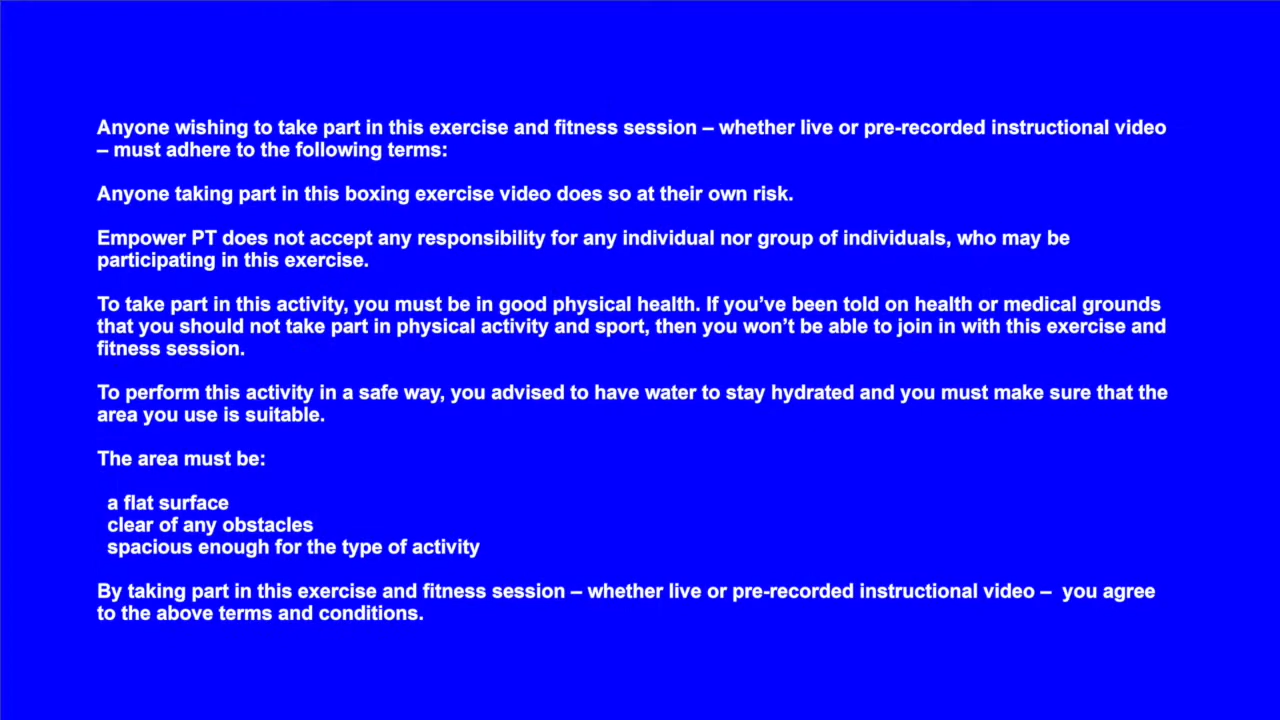 Anyone wishing to take part in this exercise and fitness session – whether live or pre-recorded instructional video
– must adhere to the following terms:
Anyone taking part in this boxing exercise video does so at their own risk.
Empower PT does not accept any responsibility for any individual nor group of individuals, who may be
participating in this exercise.
To take part in this activity, you must be in good physical health. If you’ve been told on health or medical grounds
that you should not take part in physical activity and sport, then you won’t be able to join in with this exercise and
fitness session.
To perform this activity in a safe way, you advised to have water to stay hydrated and you must make sure that the
area you use is suitable.
The area must be:
a flat surface
clear of any obstacles
spacious enough for the type of activity
By taking part in this exercise and fitness session – whether live or pre-recorded instructional video –  you agree
to the above terms and conditions.